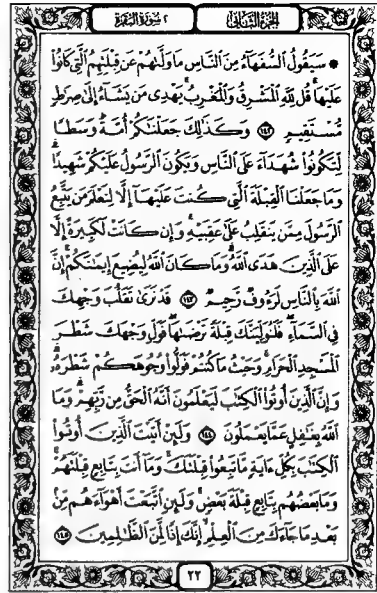 الجزء الثاني
٢ سورة البقرة
۞ سَيَقُولُ ٱلسُّفَهَآءُ مِنَ ٱلنَّاسِ مَا وَلَّىٰهُمْ عَن قِبْلَتِهِمُ ٱلَّتِى كَانُوا۟
عَلَيْهَا ۚ قُل لِّلَّهِ ٱلْمَشْرِقُ وَٱلْمَغْرِبُ ۚ يَهْدِى مَن يَشَآءُ إِلَىٰ صِرَٰطٍ
مُّسْتَقِيمٍ ١٤٢ وَكَذَٰلِكَ جَعَلْنَٰكُمْ أُمَّةً وَسَطًا
لِّتَكُونُوا۟ شُهَدَآءَ عَلَى ٱلنَّاسِ وَيَكُونَ ٱلرَّسُولُ عَلَيْكُمْ شَهِيدًا ۗ
وَمَا جَعَلْنَا ٱلْقِبْلَةَ ٱلَّتِى كُنتَ عَلَيْهَآ إِلَّا لِنَعْلَمَ مَن يَتَّبِعُ
ٱلرَّسُولَ مِمَّن يَنقَلِبُ عَلَىٰ عَقِبَيْهِ ۚ وَإِن كَانَتْ لَكَبِيرَةً إِلَّا
عَلَى ٱلَّذِينَ هَدَى ٱللَّهُ ۗ وَمَا كَانَ ٱللَّهُ لِيُضِيعَ إِيمَٰنَكُمْ ۚ إِنَّ
ٱللَّهَ بِٱلنَّاسِ لَرَءُوفٌ رَّحِيمٌ ١٤٣ قَدْ نَرَىٰ تَقَلُّبَ وَجْهِكَ
فِى ٱلسَّمَآءِ ۖ فَلَنُوَلِّيَنَّكَ قِبْلَةً تَرْضَىٰهَا ۚ فَوَلِّ وَجْهَكَ شَطْرَ
ٱلْمَسْجِدِ ٱلْحَرَامِ ۚ وَحَيْثُ مَا كُنتُمْ فَوَلُّوا۟ وُجُوهَكُمْ شَطْرَهُۥ ۗ
وَإِنَّ ٱلَّذِينَ أُوتُوا۟ ٱلْكِتَٰبَ لَيَعْلَمُونَ أَنَّهُ ٱلْحَقُّ مِن رَّبِّهِمْ ۗ وَمَا
ٱللَّهُ بِغَٰفِلٍ عَمَّا يَعْمَلُونَ ١٤٤ وَلَئِنْ أَتَيْتَ ٱلَّذِينَ أُوتُوا۟
ٱلْكِتَٰبَ بِكُلِّ ءَايَةٍ مَّا تَبِعُوا۟ قِبْلَتَكَ ۚ وَمَآ أَنتَ بِتَابِعٍ قِبْلَتَهُمْ ۚ
وَمَا بَعْضُهُم بِتَابِعٍ قِبْلَةَ بَعْضٍ ۚ وَلَئِنِ ٱتَّبَعْتَ أَهْوَآءَهُم مِّنۢ
بَعْدِ مَا جَآءَكَ مِنَ ٱلْعِلْمِ ۙ إِنَّكَ إِذًا لَّمِنَ ٱلظَّٰلِمِينَ ١٤٥
٢٢